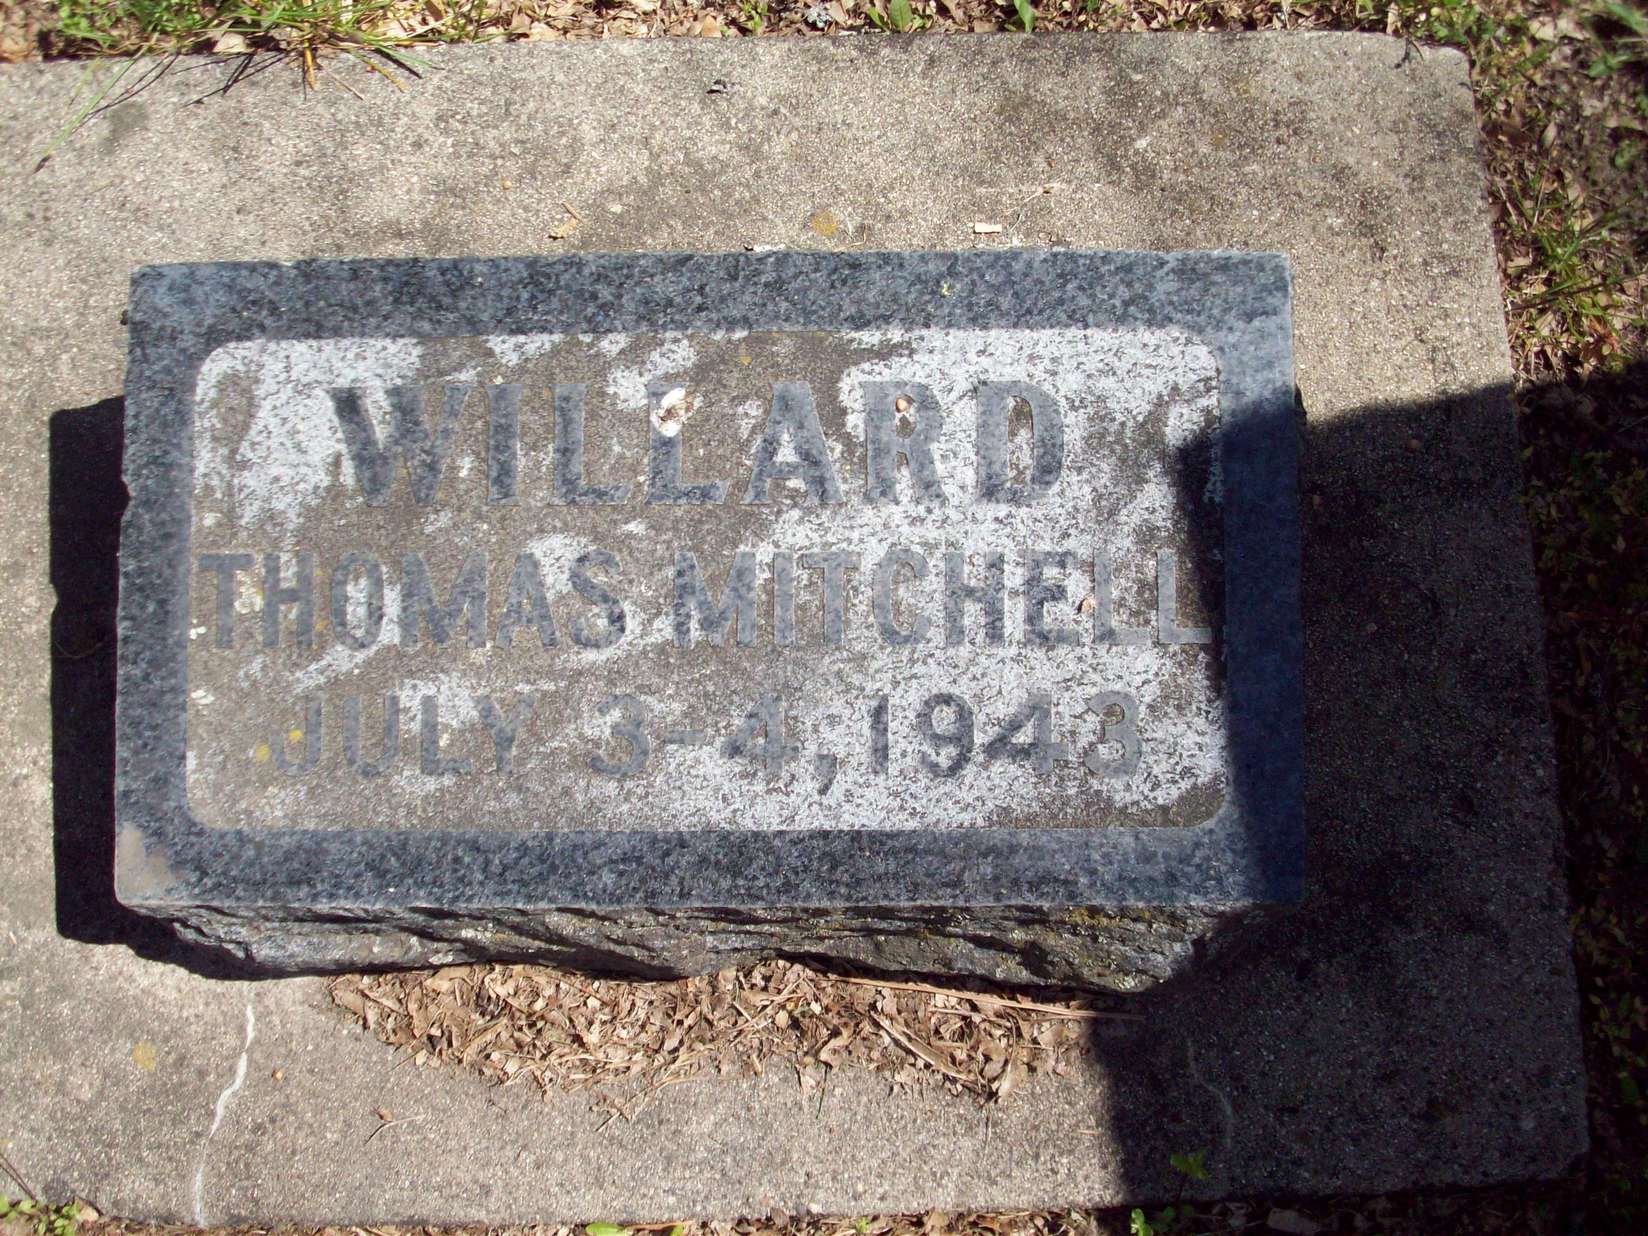 WILLARD
THOMAS MITCHELL
JULY 3-4, 1943